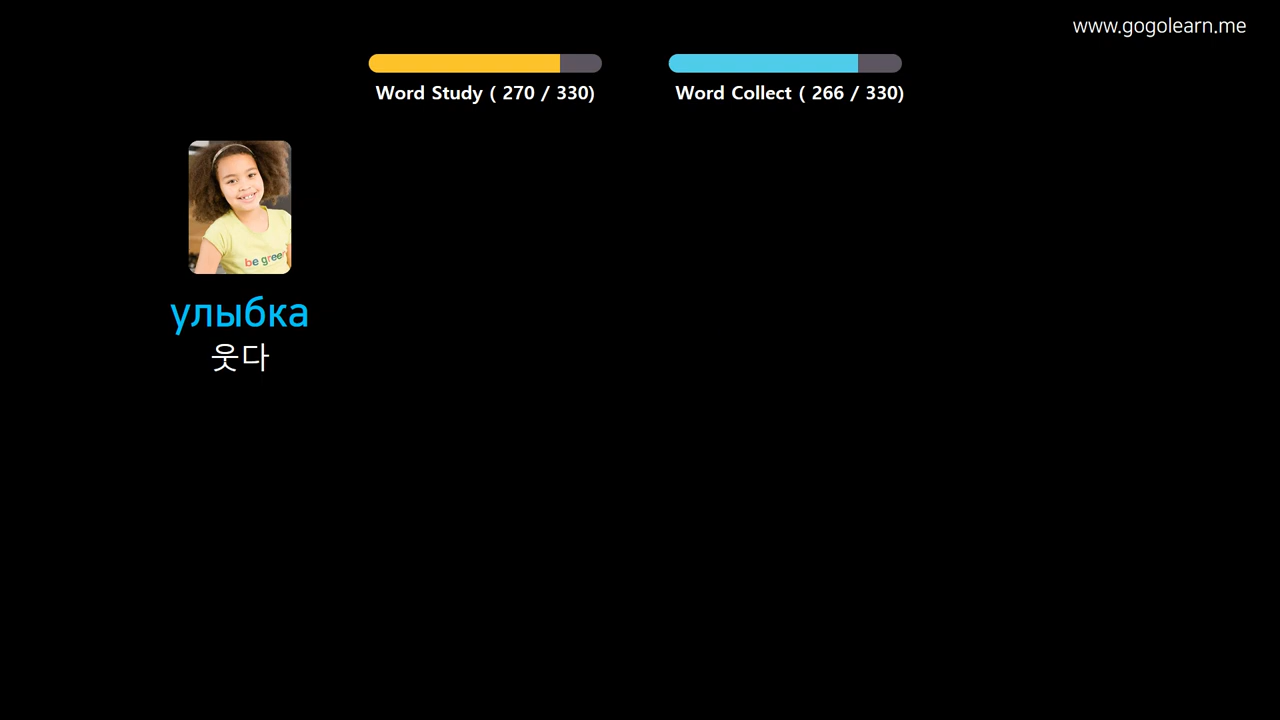 www.gogolearn.me
Word Study ( 270 / 330)
Word Collect ( 266 / 330)
be green
улыбка
웃다